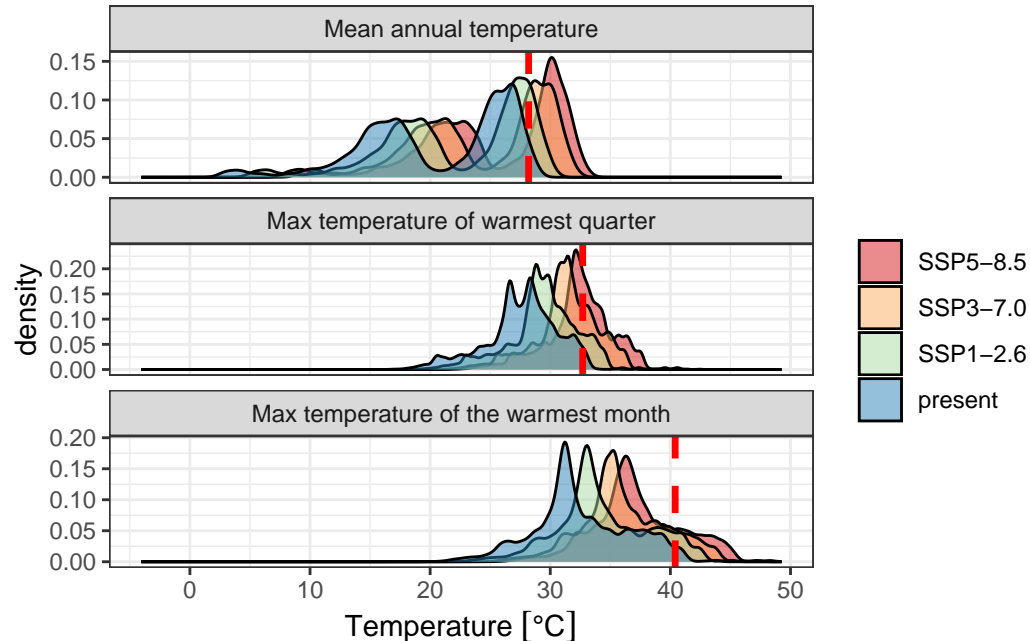 Mean annual temperature
0.15
0.10
0.05
0.00
Max temperature of warmest quarter
0.20
0.15
0.10
0.05
0.00
Max temperature of the warmest month
0.20
0.15
0.10
0.05
0.00
0 10 20 30 40 50
Temperature [°C]
density
SSP5−8.5
SSP3−7.0
SSP1−2.6
present